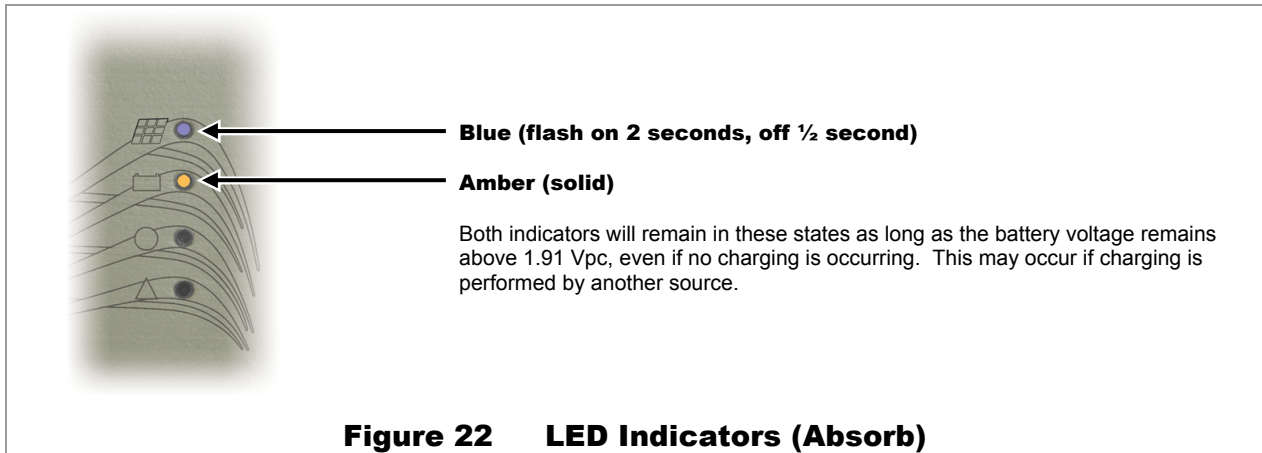 Blue (flash on 2 seconds, off ½ second)
Amber (solid)
Both indicators will remain in these states as long as the battery voltage remains
above 1.91 Vpc, even if no charging is occurring.  This may occur if charging is
performed by another source.
Figure 22 LED Indicators (Absorb)